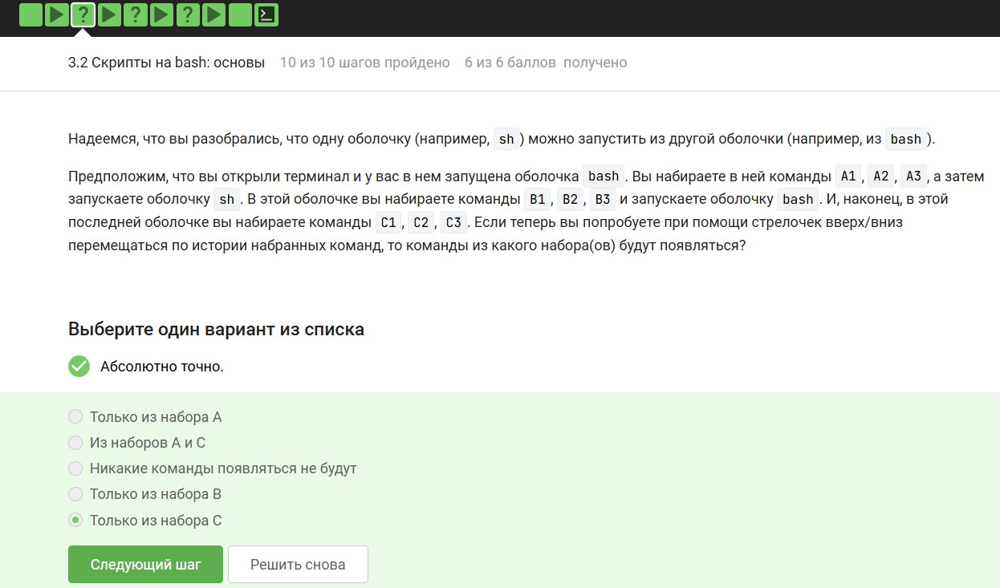 ? ? ?
3.2 Скрипты на bash: основы 10 из 10 шагов пройдено 6 из 6 баллов получено
Надеемся, что вы разобрались, что одну оболочку (например, sh ) можно запустить из другой оболочки (например, из bash ).
Предположим, что вы открыли терминал и у вас в нем запущена оболочка bash . Вы набираете в ней команды A1 , A2 , A3 , а затем
запускаете оболочку sh . В этой оболочке вы набираете команды B1 , B2 , B3 и запускаете оболочку bash . И, наконец, в этой
последней оболочке вы набираете команды C1 , C2 , C3 . Если теперь вы попробуете при помощи стрелочек вверх/вниз
перемещаться по истории набранных команд, то команды из какого набора(ов) будут появляться?
Выберите один вариант из списка
Абсолютно точно.
Только из набора A
Из наборов A и C
Никакие команды появляться не будут
Только из набора B
Только из набора C
Следующий шаг Решить снова